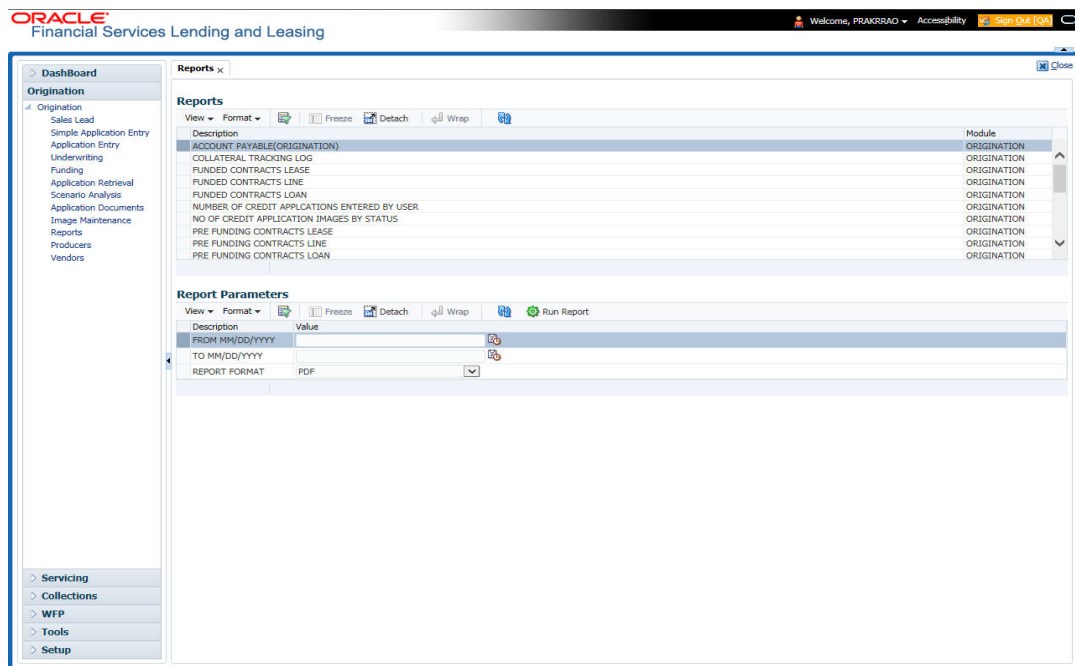 ORACLE
Financial Services Lending and Leasing
Welcome, PRAKRRAO Accessibility Sign Out [QA]
Close
DashBoard
Origination
Origination
Sales Lead
Simple Application Entry
Application Entry
Underwriting
Funding
Application Retrieval
Scenario Analysis
Application Documents
Image Maintenance
Reports
Producers
Vendors
Servicing
Collections
WFP
Tools
Setup
Reports
Reports
View Format Freeze Detach Wrap
Description Module
ACCOUNT PAYABLE(ORIGINATION) ORIGINATION
COLLATERAL TRACKING LOG ORIGINATION
FUNDED CONTRACTS LEASE ORIGINATION
FUNDED CONTRACTS LINE ORIGINATION
FUNDED CONTRACTS LOAN ORIGINATION
NUMBER OF CREDIT APPLCATIONS ENTERED BY USER ORIGINATION
NO OF CREDIT APPLICATION IMAGES BY STATUS ORIGINATION
PRE FUNDING CONTRACTS LEASE ORIGINATION
PRE FUNDING CONTRACTS LINE ORIGINATION
PRE FUNDING CONTRACTS LOAN ORIGINATION
Report Parameters
View Format Freeze Detach Wrap Run Report
Description Value
FROM MM/DD/YYYY
TO MM/DD/YYYY
REPORT FORMAT PDF